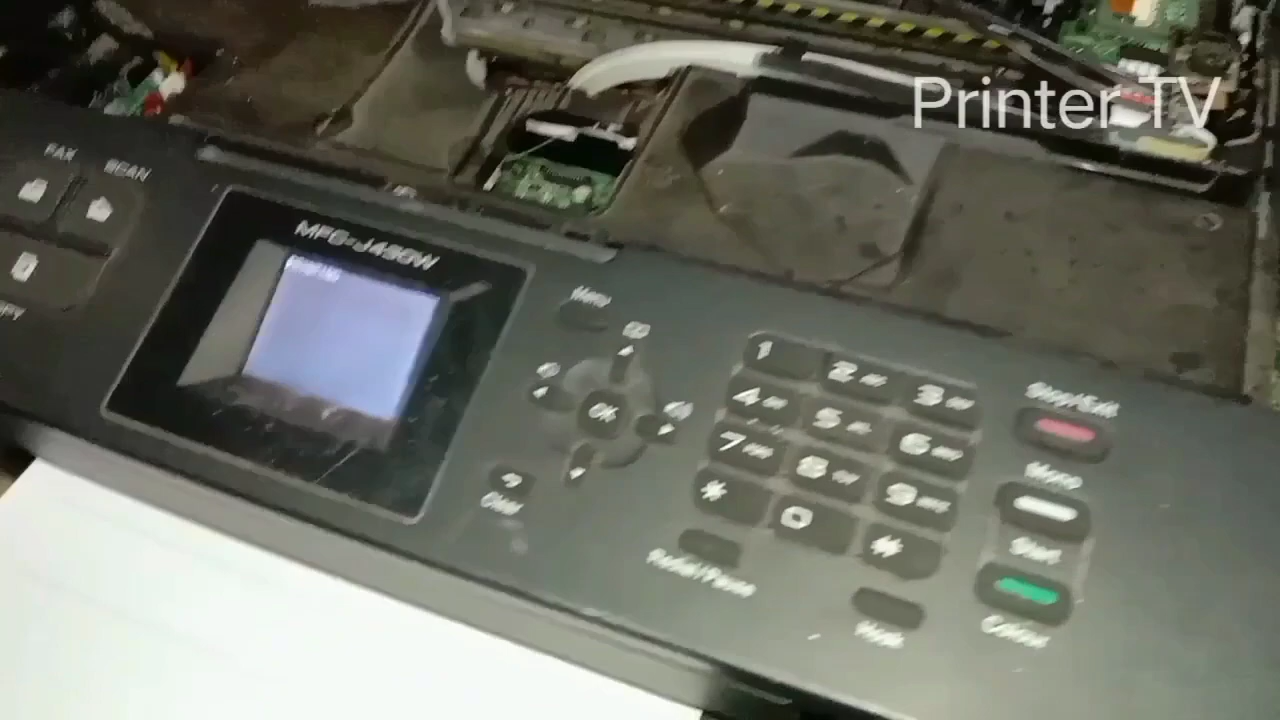 Printer TV
FAX
SCAN
MFC-J430W
Menu
OK
Clear
1
2
3
4
5
6
7
8
9
*
0
#
Redial/Pause
Hook
Stop/Exit
Mono
Start
Colour